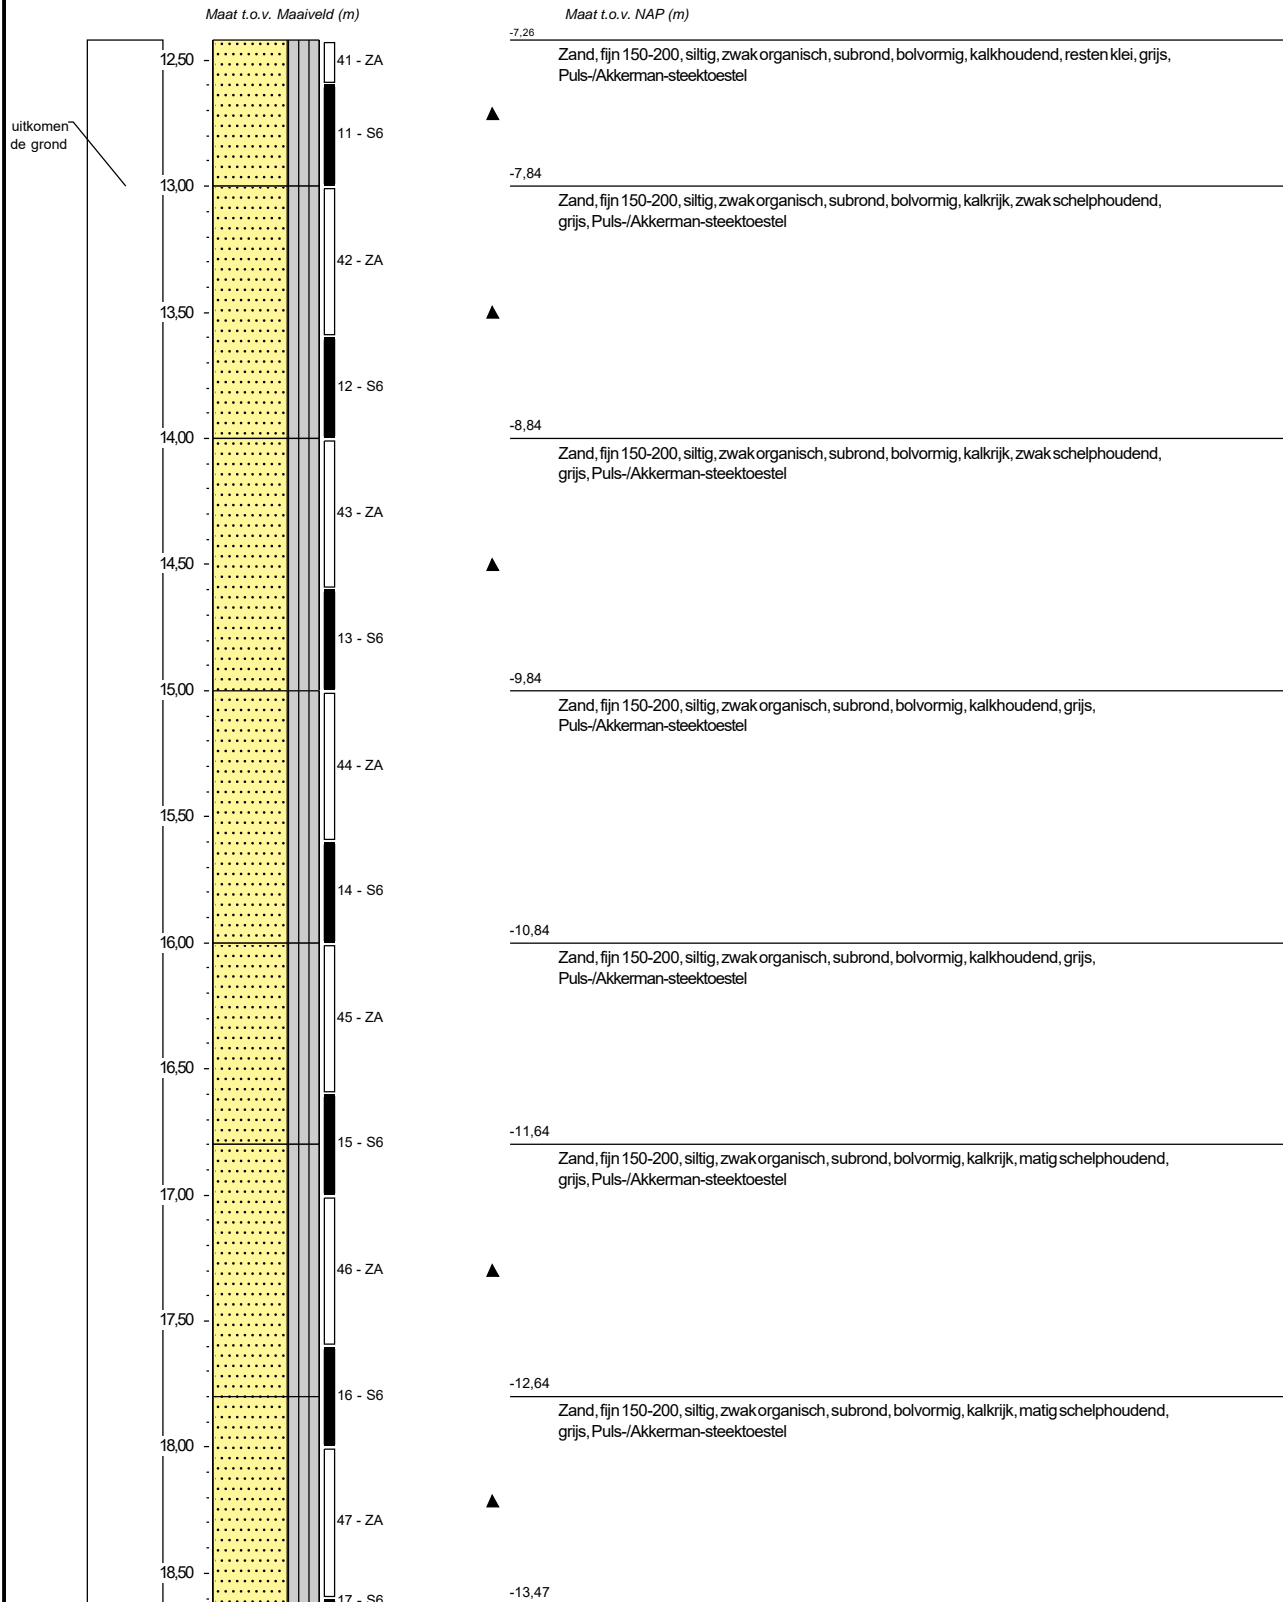 Maat t.o.v. Maaiveld (m)
Maat t.o.v. NAP (m)
-7,26
12,50
41 - ZA
Zand, fijn 150-200, siltig, zwak organisch, subrond, bolvormig, kalkhoudend, resten klei, grijs,
Puls-/Akkerman-steektoestel
uitkomen
de grond
11 - S6
13,00
-7,84
Zand, fijn 150-200, siltig, zwak organisch, subrond, bolvormig, kalkrijk, zwak schelphoudend,
grijs, Puls-/Akkerman-steektoestel
42 - ZA
13,50
12 - S6
14,00
-8,84
Zand, fijn 150-200, siltig, zwak organisch, subrond, bolvormig, kalkrijk, zwak schelphoudend,
grijs, Puls-/Akkerman-steektoestel
43 - ZA
14,50
13 - S6
15,00
-9,84
Zand, fijn 150-200, siltig, zwak organisch, subrond, bolvormig, kalkhoudend, grijs,
Puls-/Akkerman-steektoestel
44 - ZA
15,50
14 - S6
16,00
-10,84
Zand, fijn 150-200, siltig, zwak organisch, subrond, bolvormig, kalkhoudend, grijs,
Puls-/Akkerman-steektoestel
45 - ZA
16,50
15 - S6
-11,64
Zand, fijn 150-200, siltig, zwak organisch, subrond, bolvormig, kalkrijk, matig schelphoudend,
grijs, Puls-/Akkerman-steektoestel
17,00
46 - ZA
17,50
16 - S6
-12,64
Zand, fijn 150-200, siltig, zwak organisch, subrond, bolvormig, kalkrijk, matig schelphoudend,
grijs, Puls-/Akkerman-steektoestel
18,00
47 - ZA
18,50
17 - S6
-13,47